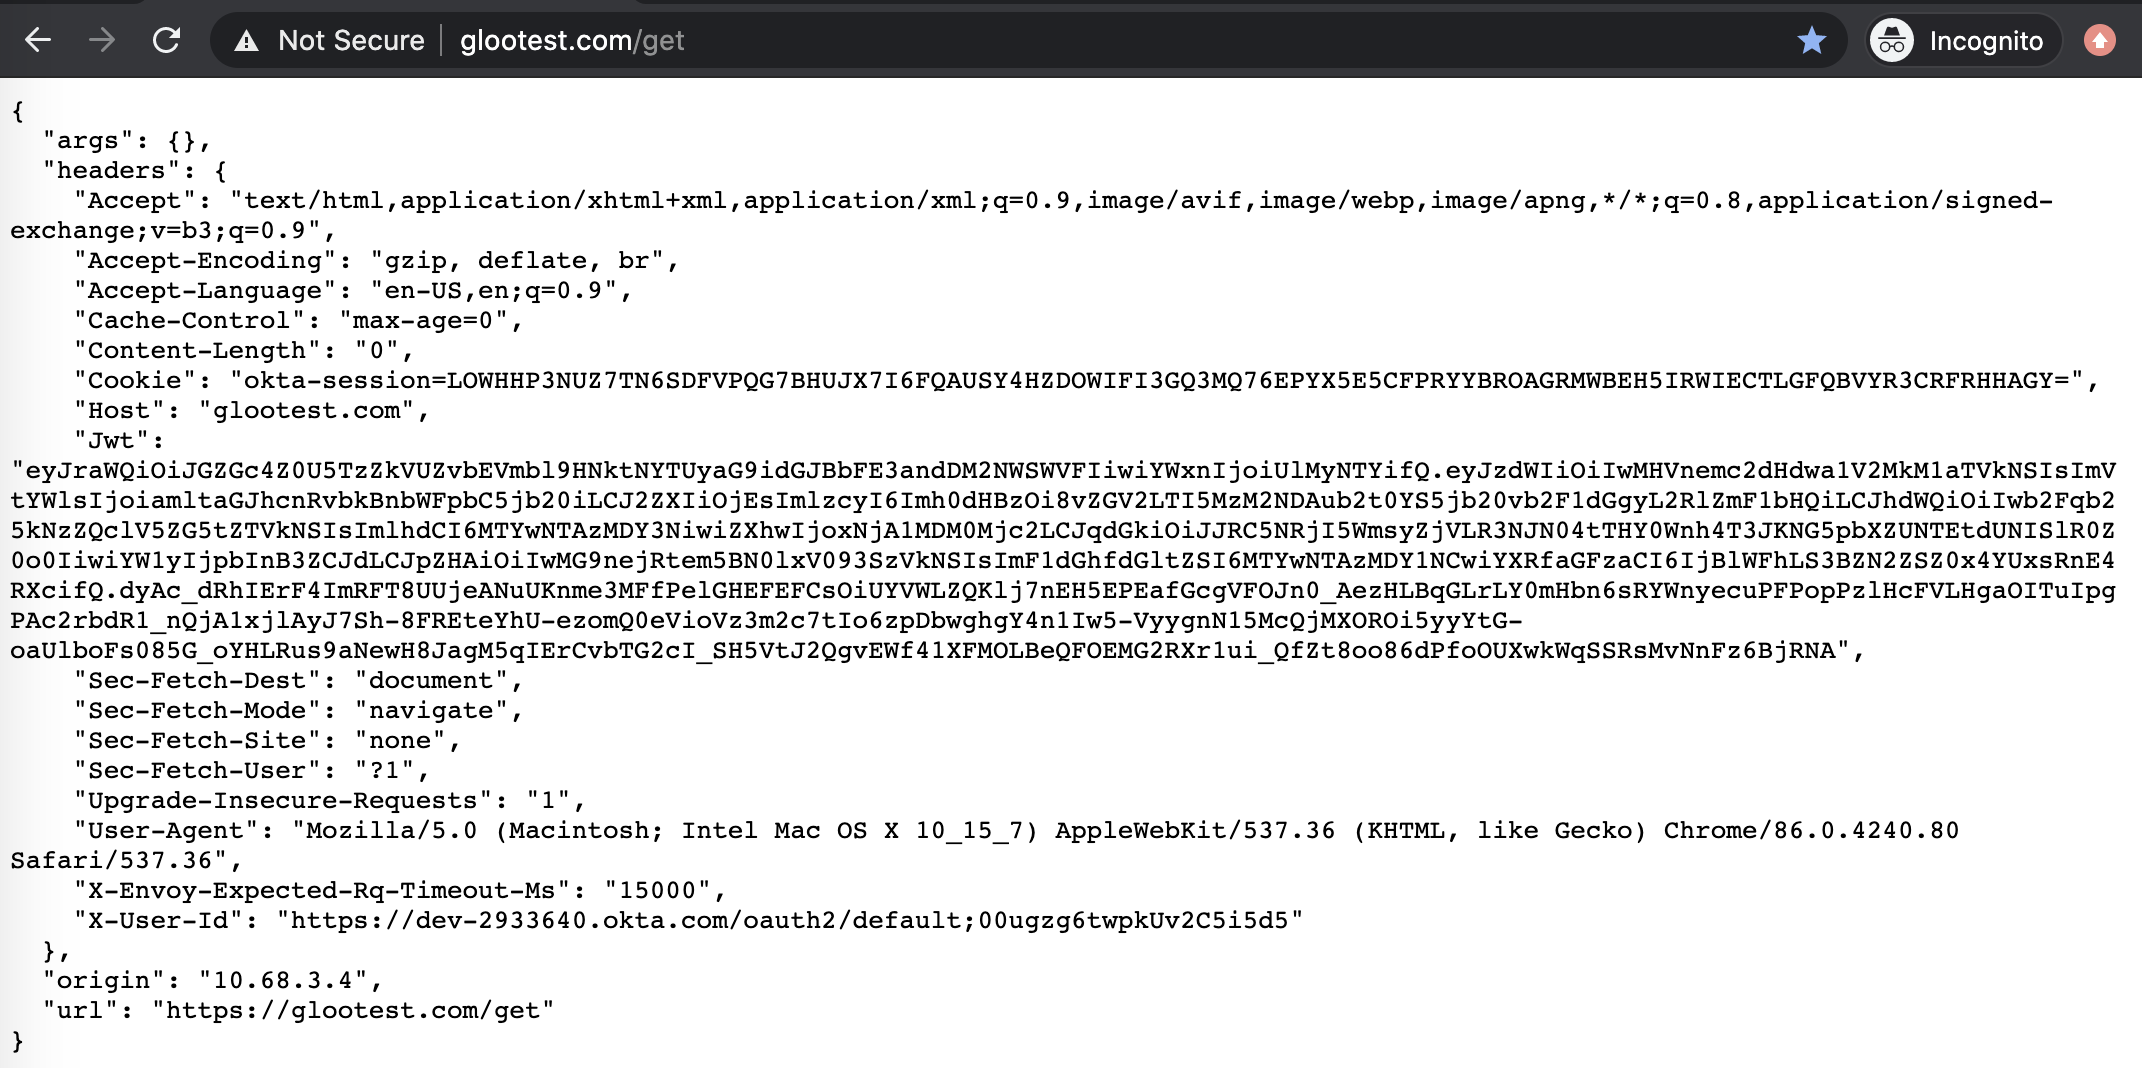 Not Secure glootest.com/get Incognito
{
  "args": {},
  "headers": {
    "Accept": "text/html,application/xhtml+xml,application/xml;q=0.9,image/avif,image/webp,image/apng,*/*;q=0.8,application/signed-
exchange;v=b3;q=0.9",
    "Accept-Encoding": "gzip, deflate, br",
    "Accept-Language": "en-US,en;q=0.9",
    "Cache-Control": "max-age=0",
    "Content-Length": "0",
    "Cookie": "okta-session=LOWHHP3NUZ7TN6SDFVPQG7BHUJX7I6FQAUSY4HZDOWIFI3GQ3MQ76EPYX5E5CFPRYYBROAGRMWBEH5IRWIECTLGFQBVYR3CRFRHHAGY=",
    "Host": "glootest.com",
    "Jwt":
"eyJraWQiOiJGZGc4Z0U5TzZkVUZvbEVmbl9HNktNYTUyaG9idGJBbFE3andDM2NWSWVFIiwiYWxnIjoiUlMyNTYifQ.eyJzdWIiOiIwMHVnemc2dHdwa1V2MkM1aTVkNSIsImV
tYWlsIjoiamltaGJhcnRvbkBnbWFpbC5jb20iLCJ2ZXIiOjEsImlzcyI6Imh0dHBzOi8vZGV2LTI5MzM2NDAub2t0YS5jb20vb2F1dGgyL2RlZmF1bHQiLCJhdWQiOiIwb2Fqb2
5kNzZQclV5ZG5tZTVkNSIsImlhdCI6MTYwNTAzMDY3NiwiZXhwIjoxNjA1MDM0Mjc2LCJqdGkiOiJJRC5NRjI5WmsyZjVLR3NJN04tTHY0Wnh4T3JKNG5pbXZUNTEtdUNISlR0Z
0o0IiwiYW1yIjpbInB3ZCJdLCJpZHAiOiIwMG9nejRtem5BN0lxV093SzVkNSIsImF1dGhfdGltZSI6MTYwNTAzMDY1NCwiYXRfaGFzaCI6IjBlWFhLS3BZN2ZSZ0x4YUxsRnE4
RXcifQ.dyAc_dRhIErF4ImRFT8UUjeANuUKnme3MFfPelGHEFEFCsOiUYVWLZQKlj7nEH5EPEafGcgVFOJn0_AezHLBqGLrLY0mHbn6sRYWnyecuPFPopPzlHcFVLHgaOITuIpg
PAc2rbdR1_nQjA1xjlAyJ7Sh-8FREteYhU-ezomQ0eVioVz3m2c7tIo6zpDbwghgY4n1Iw5-VyygnN15McQjMXOROi5yyYtG-
oaUlboFs085G_oYHLRus9aNewH8JagM5qIErCvbTG2cI_SH5VtJ2QgvEWf41XFMOLBeQFOEMG2RXr1ui_QfZt8oo86dPfoOUXwkWqSSRsMvNnFz6BjRNA",
    "Sec-Fetch-Dest": "document",
    "Sec-Fetch-Mode": "navigate",
    "Sec-Fetch-Site": "none",
    "Sec-Fetch-User": "?1",
    "Upgrade-Insecure-Requests": "1",
    "User-Agent": "Mozilla/5.0 (Macintosh; Intel Mac OS X 10_15_7) AppleWebKit/537.36 (KHTML, like Gecko) Chrome/86.0.4240.80
Safari/537.36",
    "X-Envoy-Expected-Rq-Timeout-Ms": "15000",
    "X-User-Id": "https://dev-2933640.okta.com/oauth2/default;00ugzg6twpkUv2C5i5d5"
  },
  "origin": "10.68.3.4",
  "url": "https://glootest.com/get"
}